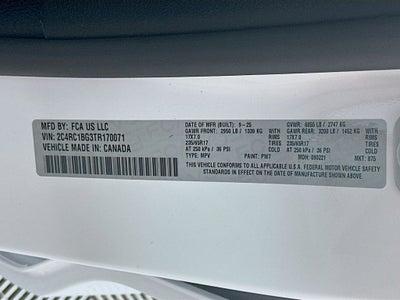 MFD BY: FCA US LLC
VIN: 2C4RC1BG3TR170071
VEHICLE MADE IN: CANADA
DATE OF MFR (BUILT): 9-25 GVWR: 6055 LB / 2747 KG
GAWR FRONT: 2950 LB / 1339 KG WITH GAWR REAR: 3200 LB / 1452 KG WITH
17X7.0 RIMS 17X7.0 RIMS
235/65R17 TIRES 235/65R17 TIRES
AT 250 kPa / 36 PSI AT 250 kPa / 36 PSI
TYPE: MPV PAINT: PW7 MDH: MKT:
THIS VEHICLE CONFORMS TO ALL APPLICABLE U.S.A. FEDERAL MOTOR VEHICLE SAFETY
STANDARDS IN EFFECT ON THE DATE OF MANUFACTURE SHOWN ABOVE